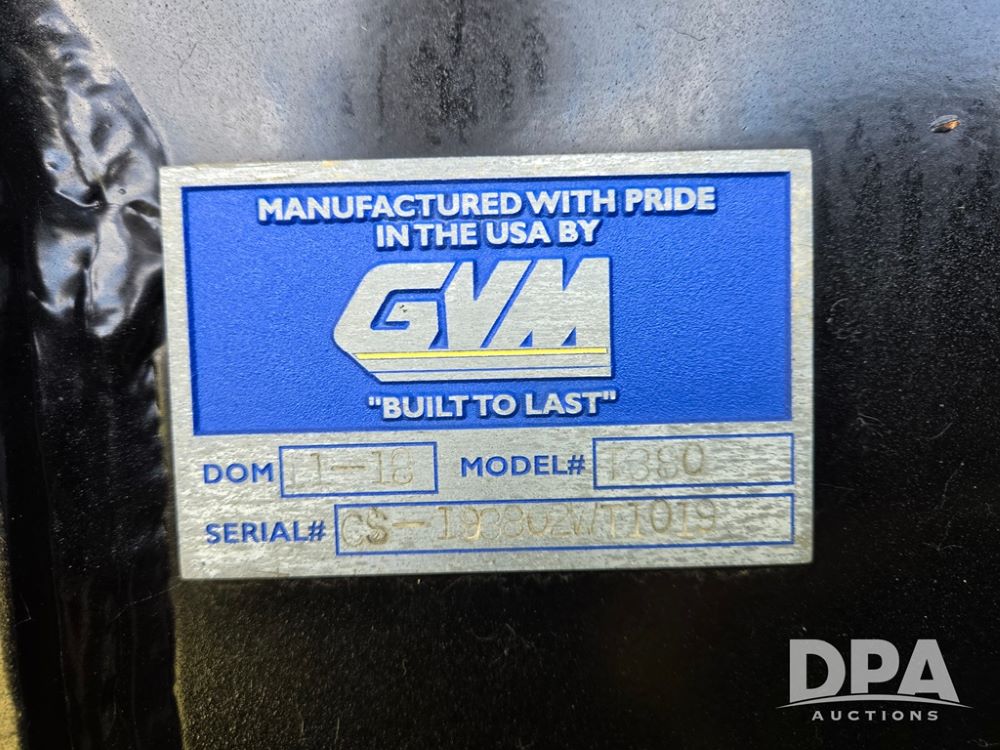 MANUFACTURED WITH PRIDE
IN THE USA BY
GVM
"BUILT TO LAST"
DOM 11-18 MODEL# T380
SERIAL# CS-193802WT1019
DPA
AUCTIONS